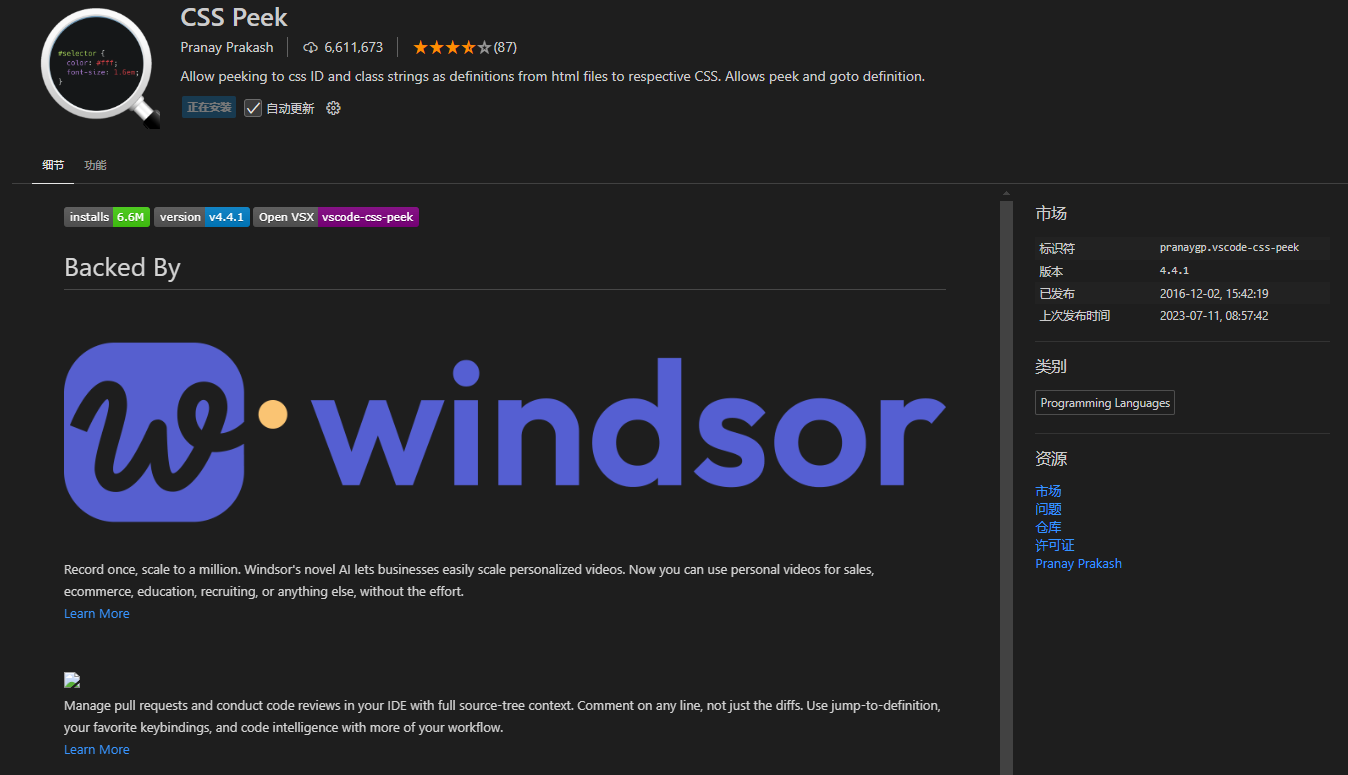 CSS Peek
Pranay Prakash 6,611,673 (87)
Allow peeking to css ID and class strings as definitions from html files to respective CSS. Allows peek and goto definition.
正在安装 自动更新
#selector {
color: #fff;
font-size: 1.6em;
}
细节 功能
installs 6.6M version v4.4.1 Open VSX vscode-css-peek
Backed By
w windsor
Record once, scale to a million. Windsor's novel AI lets businesses easily scale personalized videos. Now you can use personal videos for sales,
ecommerce, education, recruiting, or anything else, without the effort.
Learn More
Manage pull requests and conduct code reviews in your IDE with full source-tree context. Comment on any line, not just the diffs. Use jump-to-definition,
your favorite keybindings, and code intelligence with more of your workflow.
Learn More
市场
标识符 pranaygp.vscode-css-peek
版本 4.4.1
已发布 2016-12-02, 15:42:19
上次发布时间 2023-07-11, 08:57:42
类别
Programming Languages
资源
市场
问题
仓库
许可证
Pranay Prakash